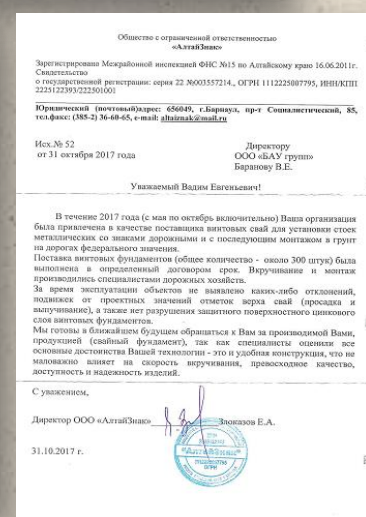 Общество с ограниченной ответственностью
«АлтайЗнак»
Зарегистрировано Межрайонной инспекцией ФНС №15 по Алтайскому краю 16.06.2011г.
Свидетельство
о государственной регистрации: серия 22 №003557214., ОГРН 1112225007795, ИНН/КПП
2225122393/222501001
Юридический (почтовый)адрес: 656049, г.Барнаул, пр-т Социалистический, 85,
тел.факс: (385-2) 36-60-65, e-mail: altaiznak@mail.ru
Исх.№ 52
от 31 октября 2017 года
Директору
ООО «БАУ групп»
Баранову В.Е.
Уважаемый Вадим Евгеньевич!
В течение 2017 года (с мая по октябрь включительно) Ваша организация
была привлечена в качестве поставщика винтовых свай для установки стоек
металлических со знаками дорожными и с последующим монтажом в грунт
на дорогах федерального значения.
Поставка винтовых фундаментов (общее количество - около 300 штук) была
выполнена в определенный договором срок. Вкручивание и монтаж
производились специалистами дорожных хозяйств.
За время эксплуатации объектов не выявлено каких-либо отклонений,
подвижек от проектных значений отметок верха свай (просадка и
выпучивание), а также нет разрушения защитного поверхностного цинкового
слоя винтовых фундаментов.
Мы готовы в ближайшем будущем обращаться к Вам за производимой Вами,
продукцией (свайный фундамент), так как специалисты оценили все
основные достоинства Вашей технологии - это и удобная конструкция, что не
маловажно влияет на скорость вкручивания, превосходное качество,
доступность и надежность изделий.
С уважением,
Директор ООО «АлтайЗнак» Злоказов Е.А.
"АлтайЗнак"
ОГРН
31.10.2017 г.